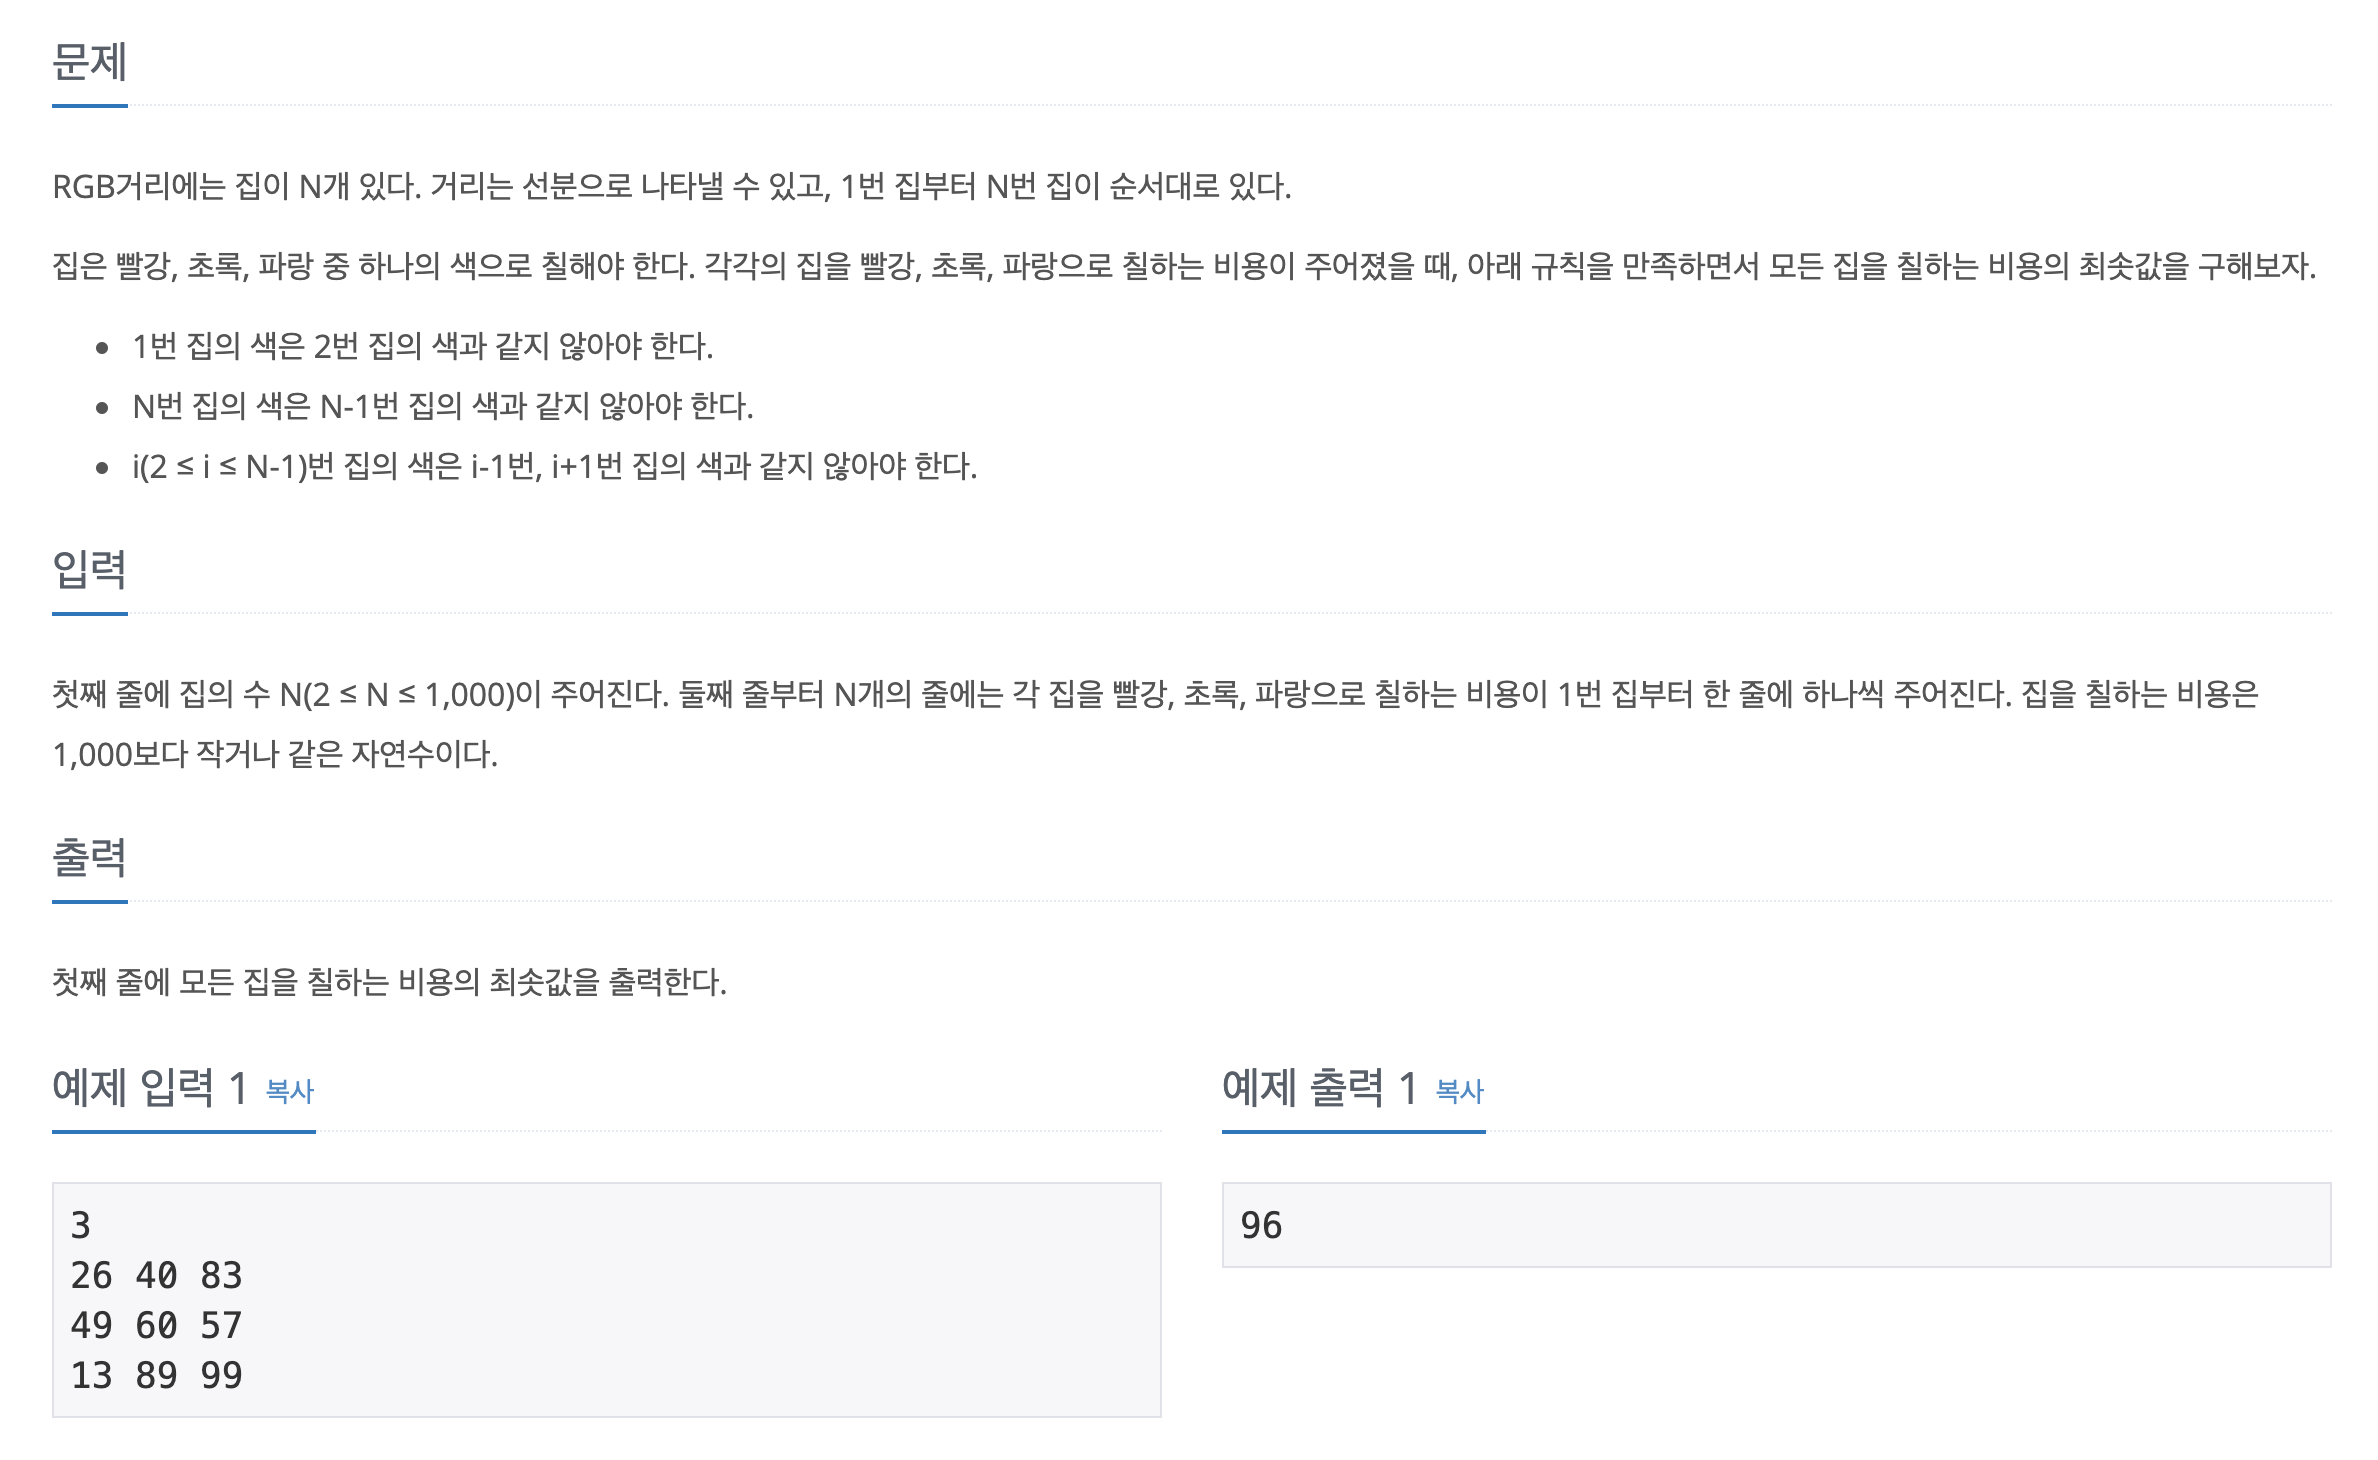 문제
RGB거리에는 집이 N개 있다. 거리는 선분으로 나타낼 수 있고, 1번 집부터 N번 집이 순서대로 있다.
집은 빨강, 초록, 파랑 중 하나의 색으로 칠해야 한다. 각각의 집을 빨강, 초록, 파랑으로 칠하는 비용이 주어졌을 때, 아래 규칙을 만족하면서 모든 집을 칠하는 비용의 최솟값을 구해보자.
• 1번 집의 색은 2번 집의 색과 같지 않아야 한다.
• N번 집의 색은 N-1번 집의 색과 같지 않아야 한다.
• i(2 ≤ i ≤ N-1)번 집의 색은 i-1번, i+1번 집의 색과 같지 않아야 한다.
입력
첫째 줄에 집의 수 N(2 ≤ N ≤ 1,000)이 주어진다. 둘째 줄부터 N개의 줄에는 각 집을 빨강, 초록, 파랑으로 칠하는 비용이 1번 집부터 한 줄에 하나씩 주어진다. 집을 칠하는 비용은
1,000보다 작거나 같은 자연수이다.
출력
첫째 줄에 모든 집을 칠하는 비용의 최솟값을 출력한다.
예제 입력 1 복사
3
26 40 83
49 60 57
13 89 99
예제 출력 1 복사
96